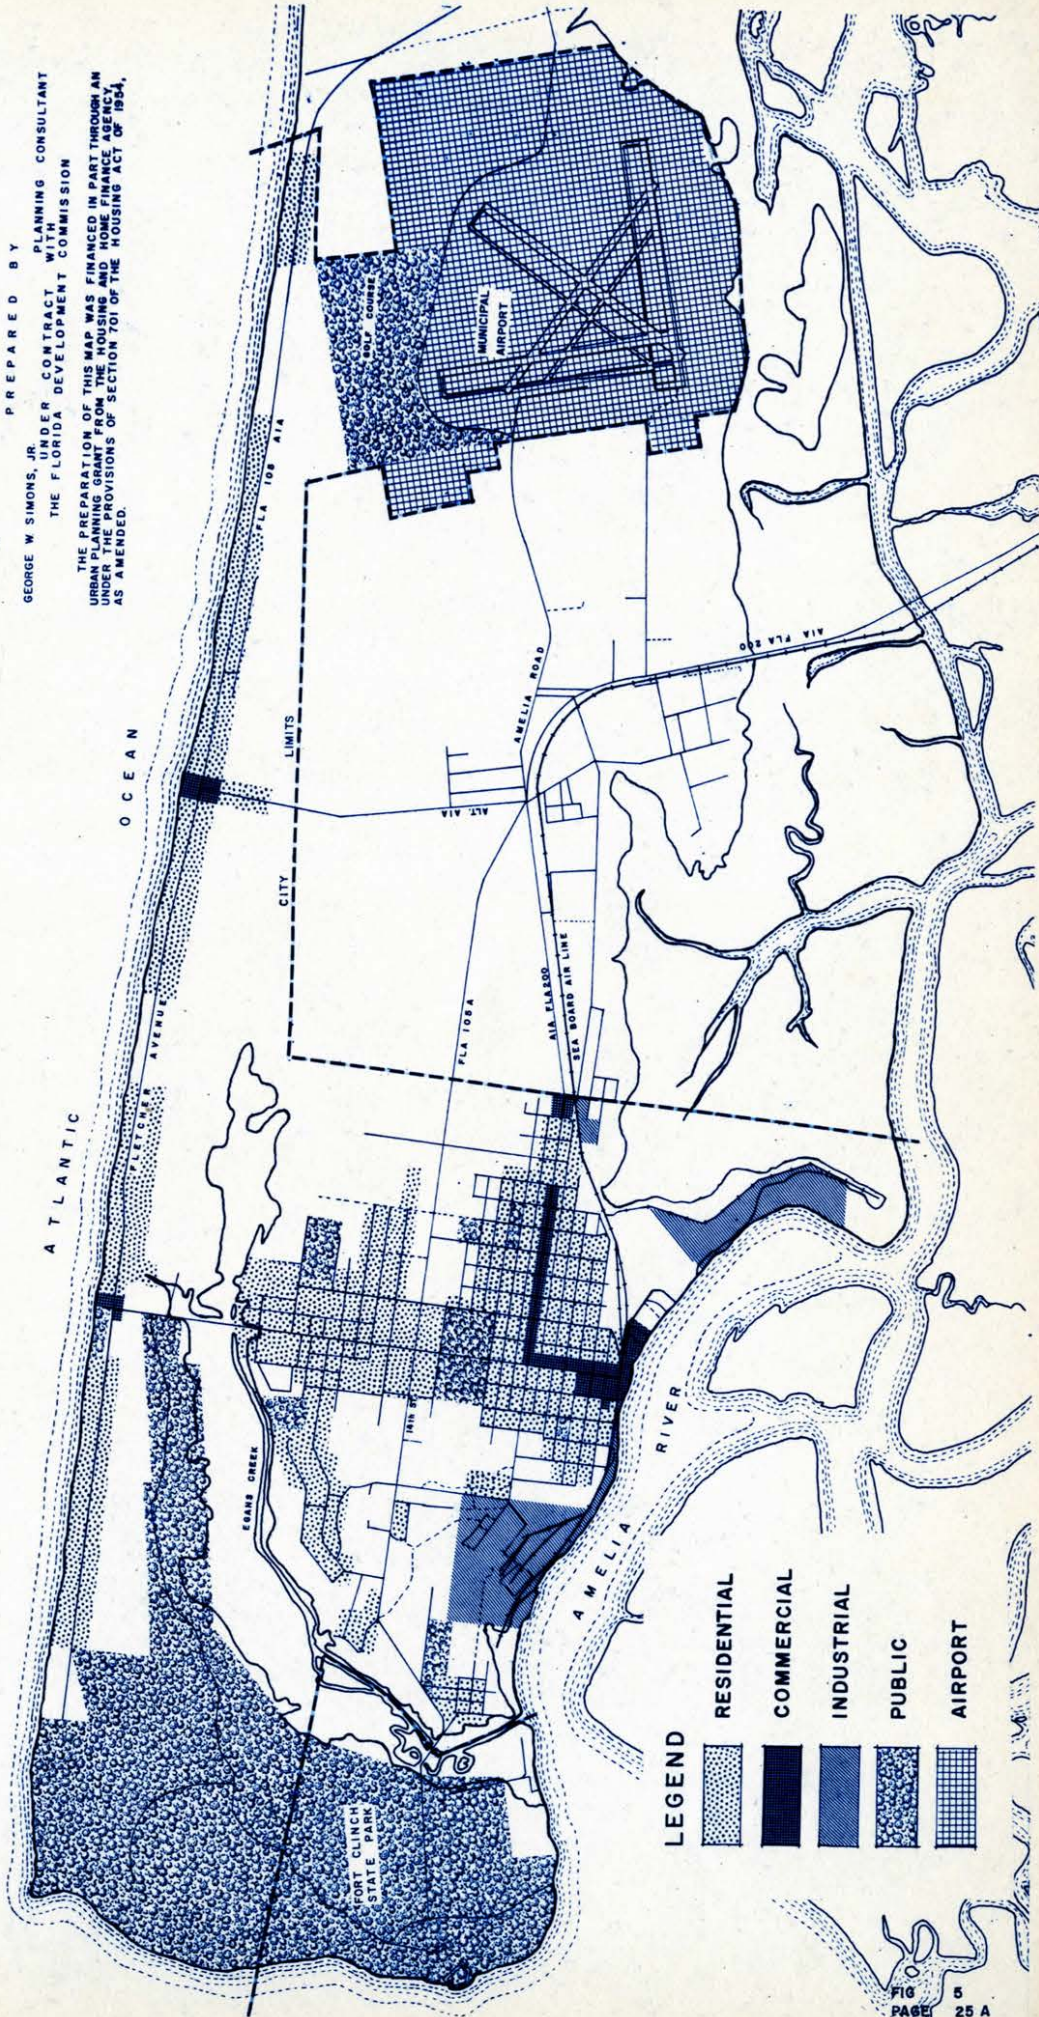 PREPARED BY
GEORGE W. SIMONS, JR. PLANNING CONSULTANT
UNDER CONTRACT WITH
THE FLORIDA DEVELOPMENT COMMISSION
THE PREPARATION OF THIS MAP WAS FINANCED IN PART THROUGH AN
URBAN PLANNING GRANT FROM THE HOUSING AND HOME FINANCE AGENCY,
UNDER THE PROVISIONS OF SECTION 701 OF THE HOUSING ACT OF 1954,
AS AMENDED.
ATLANTIC OCEAN
FLETCHER AVENUE
FLA 108 A1A
CITY LIMITS
GOLF COURSE
MUNICIPAL
AIRPORT
AMELIA ROAD
ALT. A1A
FLA 105A
A1A FLA200
SEA BOARD AIR LINE
A1A FLA 200
EGANS CREEK
14th ST
FORT CLINCH
STATE PARK
AMELIA RIVER
LEGEND
RESIDENTIAL
COMMERCIAL
INDUSTRIAL
PUBLIC
AIRPORT
FIG 5
PAGE 25 A